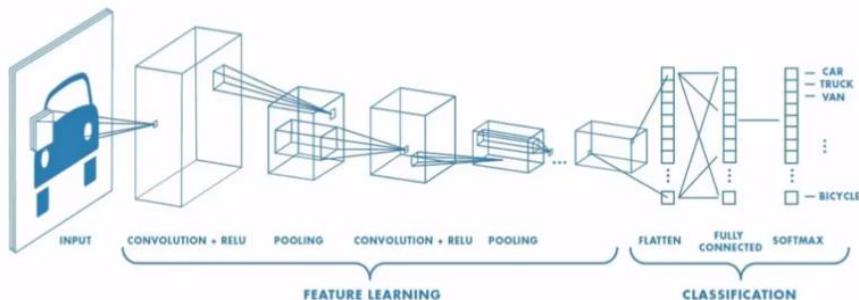 CAR
TRUCK
VAN
BICYCLE
INPUT
CONVOLUTION + RELU
POOLING
CONVOLUTION + RELU
POOLING
FLATTEN
FULLY
CONNECTED
SOFTMAX
FEATURE LEARNING
CLASSIFICATION